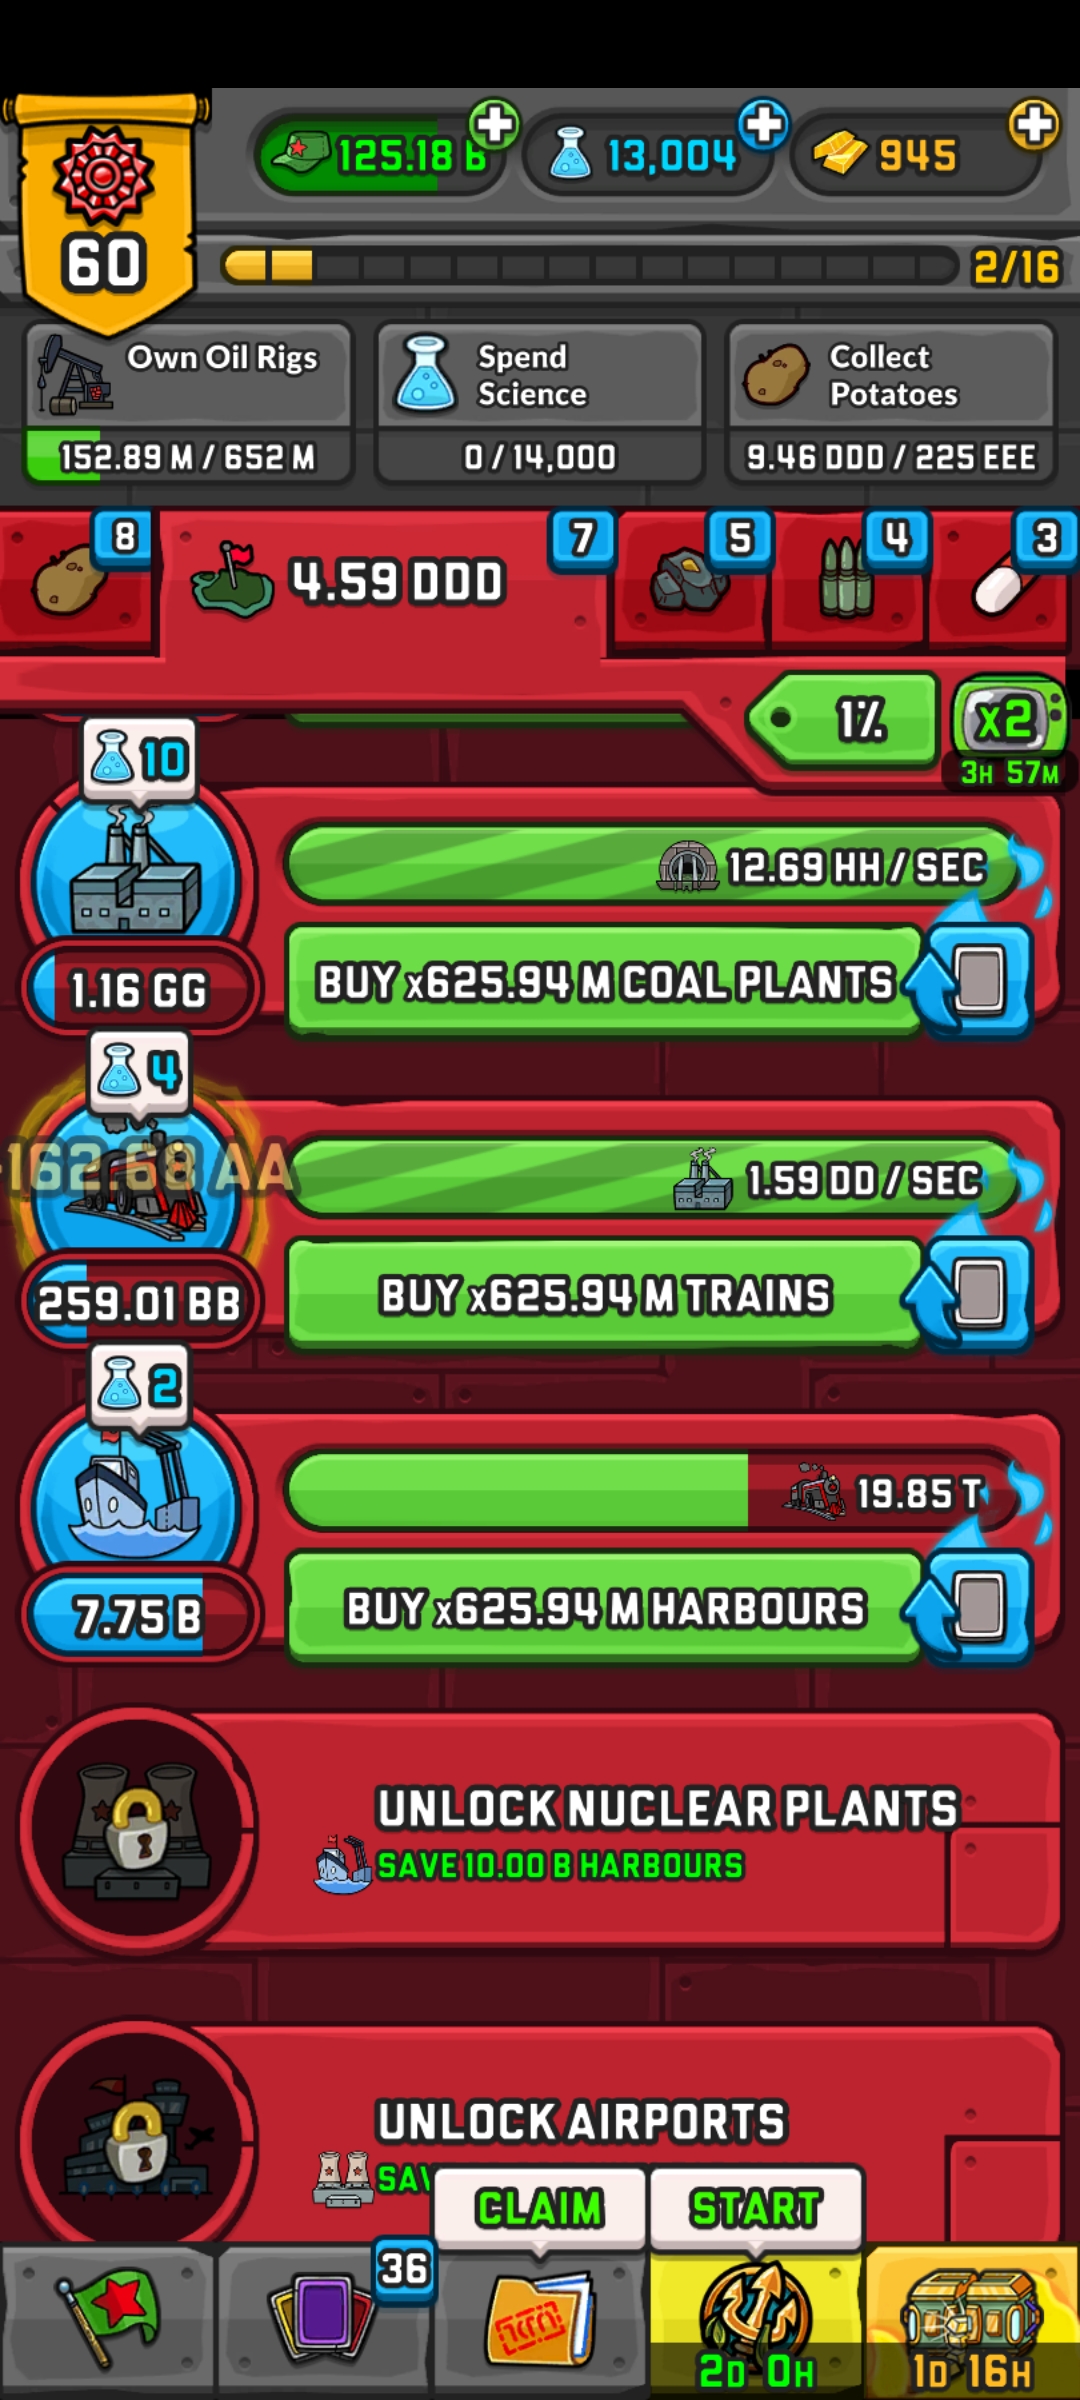 125.18 B
13,004
945
60
2/16
Own Oil Rigs
152.89 M / 652 M
Spend
Science
0 / 14,000
Collect
Potatoes
9.46 DDD / 225 EEE
8
4.59 DDD
7
5
4
3
1%
x2
3H 57M
10
12.69 HH / SEC
1.16 GG
BUY x625.94 M COAL PLANTS
4
162.68 AA
1.59 DD / SEC
259.01 BB
BUY x625.94 M TRAINS
2
19.85 T
7.75 B
BUY x625.94 M HARBOURS
UNLOCK NUCLEAR PLANTS
SAVE 10.00 B HARBOURS
UNLOCK AIRPORTS
CLAIM
START
36
2D 0H
1D 16H